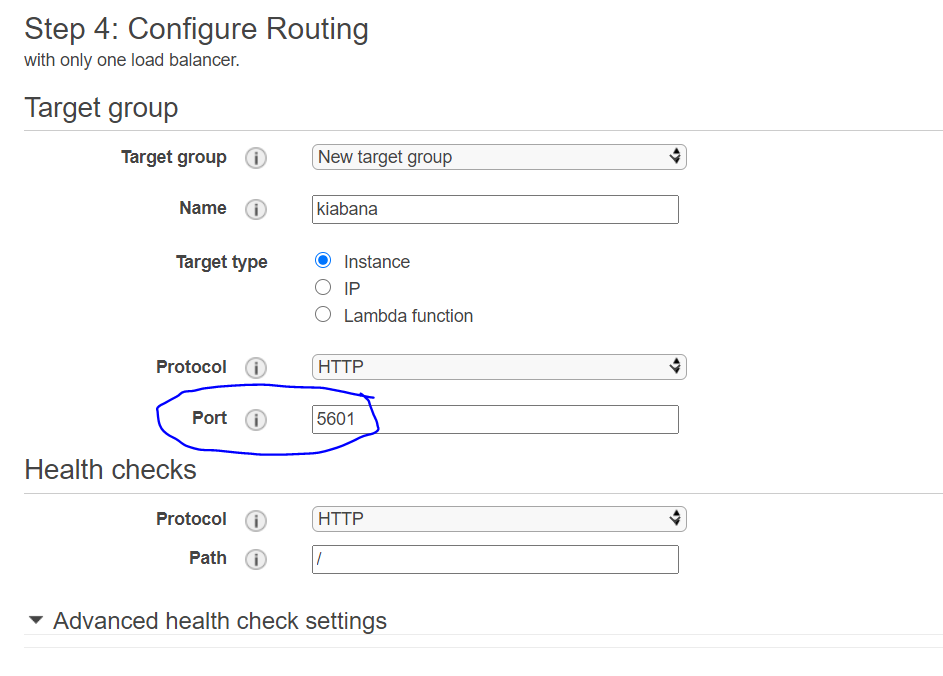 Step 4: Configure Routing
with only one load balancer.
Target group
Target group i New target group
Name i kiabana
Target type Instance
IP
Lambda function
Protocol i HTTP
Port i 5601
Health checks
Protocol i HTTP
Path i /
Advanced health check settings